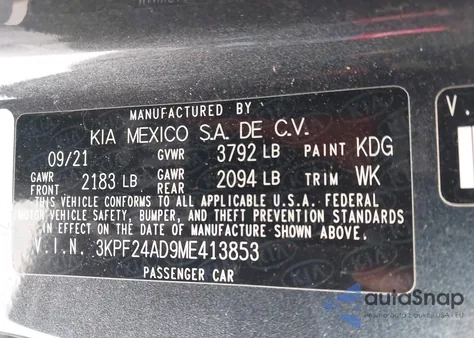 MANUFACTURED BY
KIA MEXICO S.A. DE C.V.
09/21 GVWR 3792 LB PAINT KDG
GAWR FRONT 2183 LB GAWR REAR 2094 LB TRIM WK
THIS VEHICLE CONFORMS TO ALL APPLICABLE U.S.A. FEDERAL
MOTOR VEHICLE SAFETY, BUMPER, AND THEFT PREVENTION STANDARDS
IN EFFECT ON THE DATE OF MANUFACTURE SHOWN ABOVE.
V.I.N. 3KPF24AD9ME413853
PASSENGER CAR
V.
autaSnap